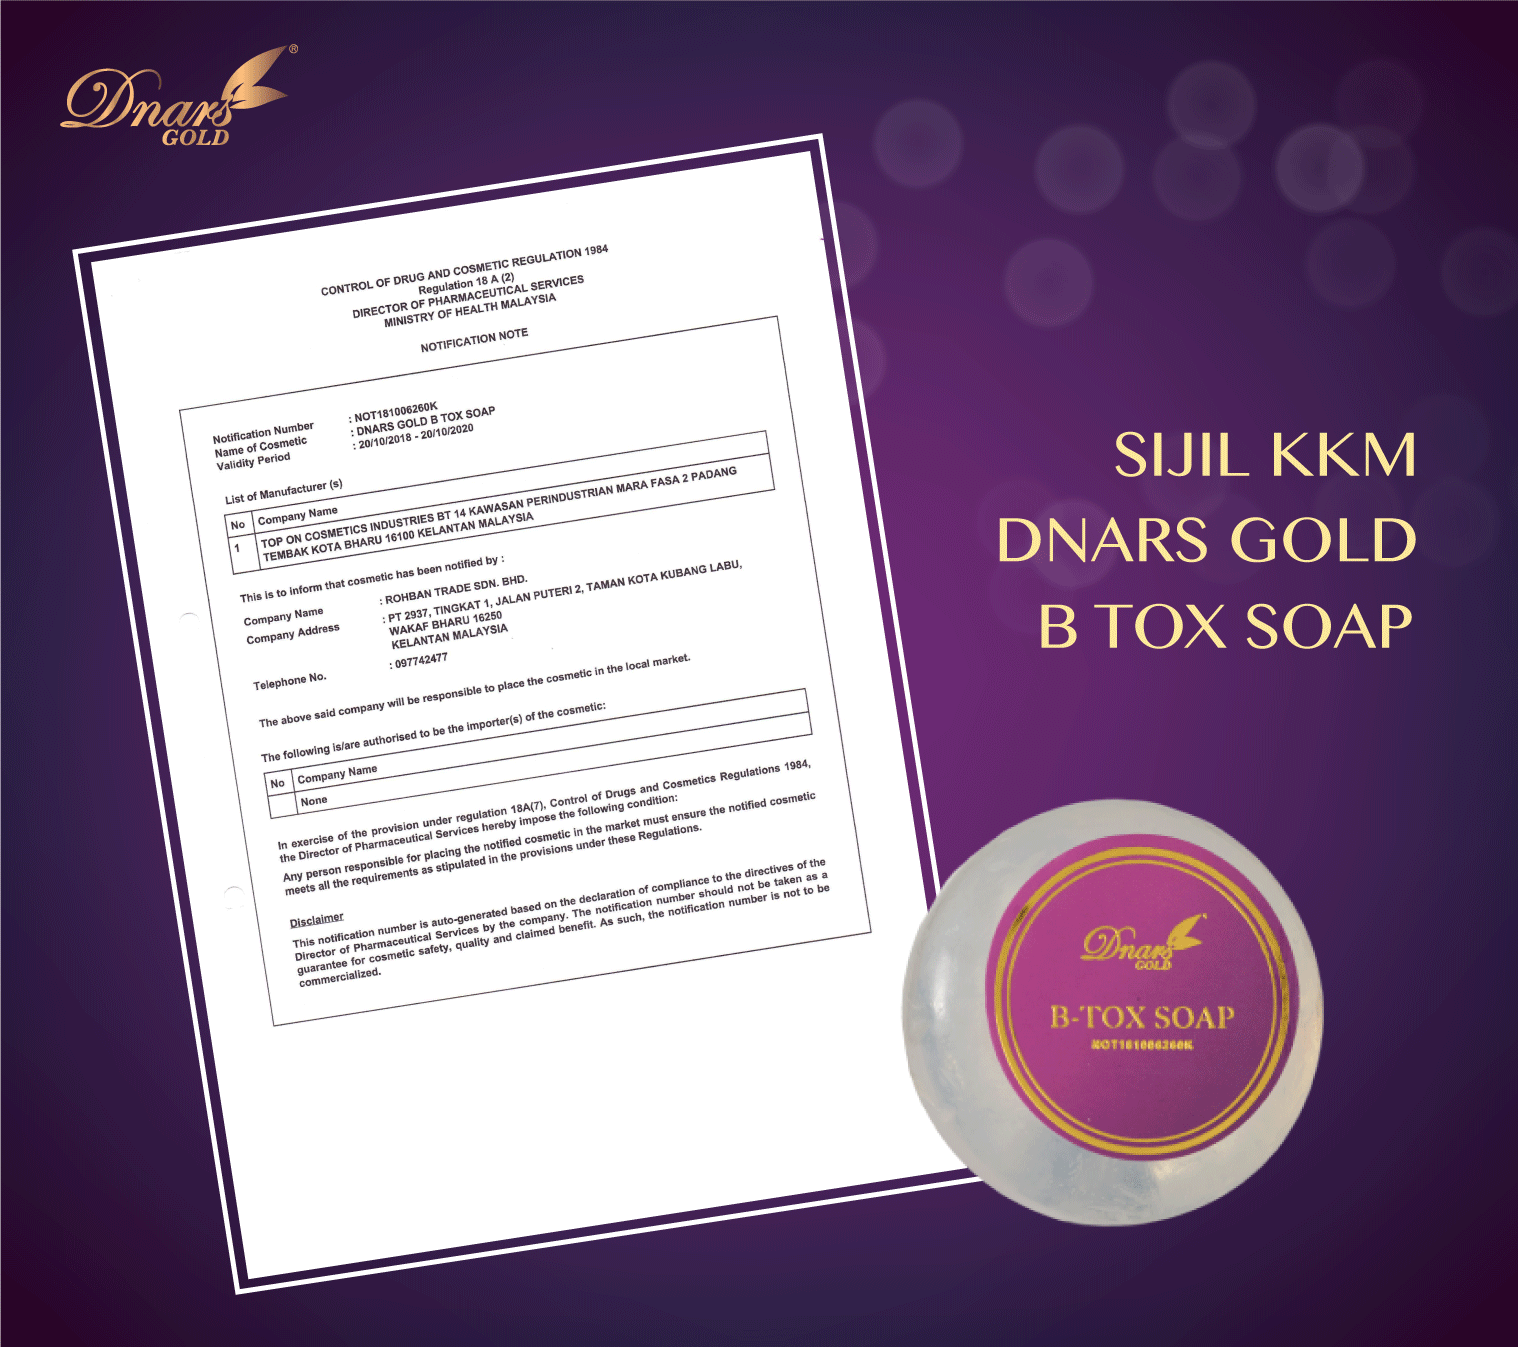 Dnars®
GOLD
CONTROL OF DRUG AND COSMETIC REGULATION 1984
Regulation 18 A (2)
DIRECTOR OF PHARMACEUTICAL SERVICES
MINISTRY OF HEALTH MALAYSIA
NOTIFICATION NOTE
Notification Number : NOT181006260K
Name of Cosmetic : DNARS GOLD B TOX SOAP
Validity Period : 20/10/2018 - 20/10/2020
List of Manufacturer (s)
No Company Name
1 TOP ON COSMETICS INDUSTRIES BT 14 KAWASAN PERINDUSTRIAN MARA FASA 2 PADANG
TEMBAK KOTA BHARU 16100 KELANTAN MALAYSIA
This is to inform that cosmetic has been notified by :
Company Name : ROHBAN TRADE SDN. BHD.
Company Address : PT 2937, TINGKAT 1, JALAN PUTERI 2, TAMAN KOTA KUBANG LABU,
WAKAF BHARU 16250
KELANTAN MALAYSIA
Telephone No. : 097742477
The above said company will be responsible to place the cosmetic in the local market.
The following is/are authorised to be the importer(s) of the cosmetic:
No Company Name
None
In exercise of the provision under regulation 18A(7), Control of Drugs and Cosmetics Regulations 1984,
the Director of Pharmaceutical Services hereby impose the following condition:
Any person responsible for placing the notified cosmetic in the market must ensure the notified cosmetic
meets all the requirements as stipulated in the provisions under these Regulations.
Disclaimer
This notification number is auto-generated based on the declaration of compliance to the directives of the
Director of Pharmaceutical Services by the company. The notification number should not be taken as a
guarantee for cosmetic safety, quality and claimed benefit. As such, the notification number is not to be
commercialized.
SIJIL KKM
DNARS GOLD
B TOX SOAP
Dnars
GOLD
B-TOX SOAP
NOT181006260K